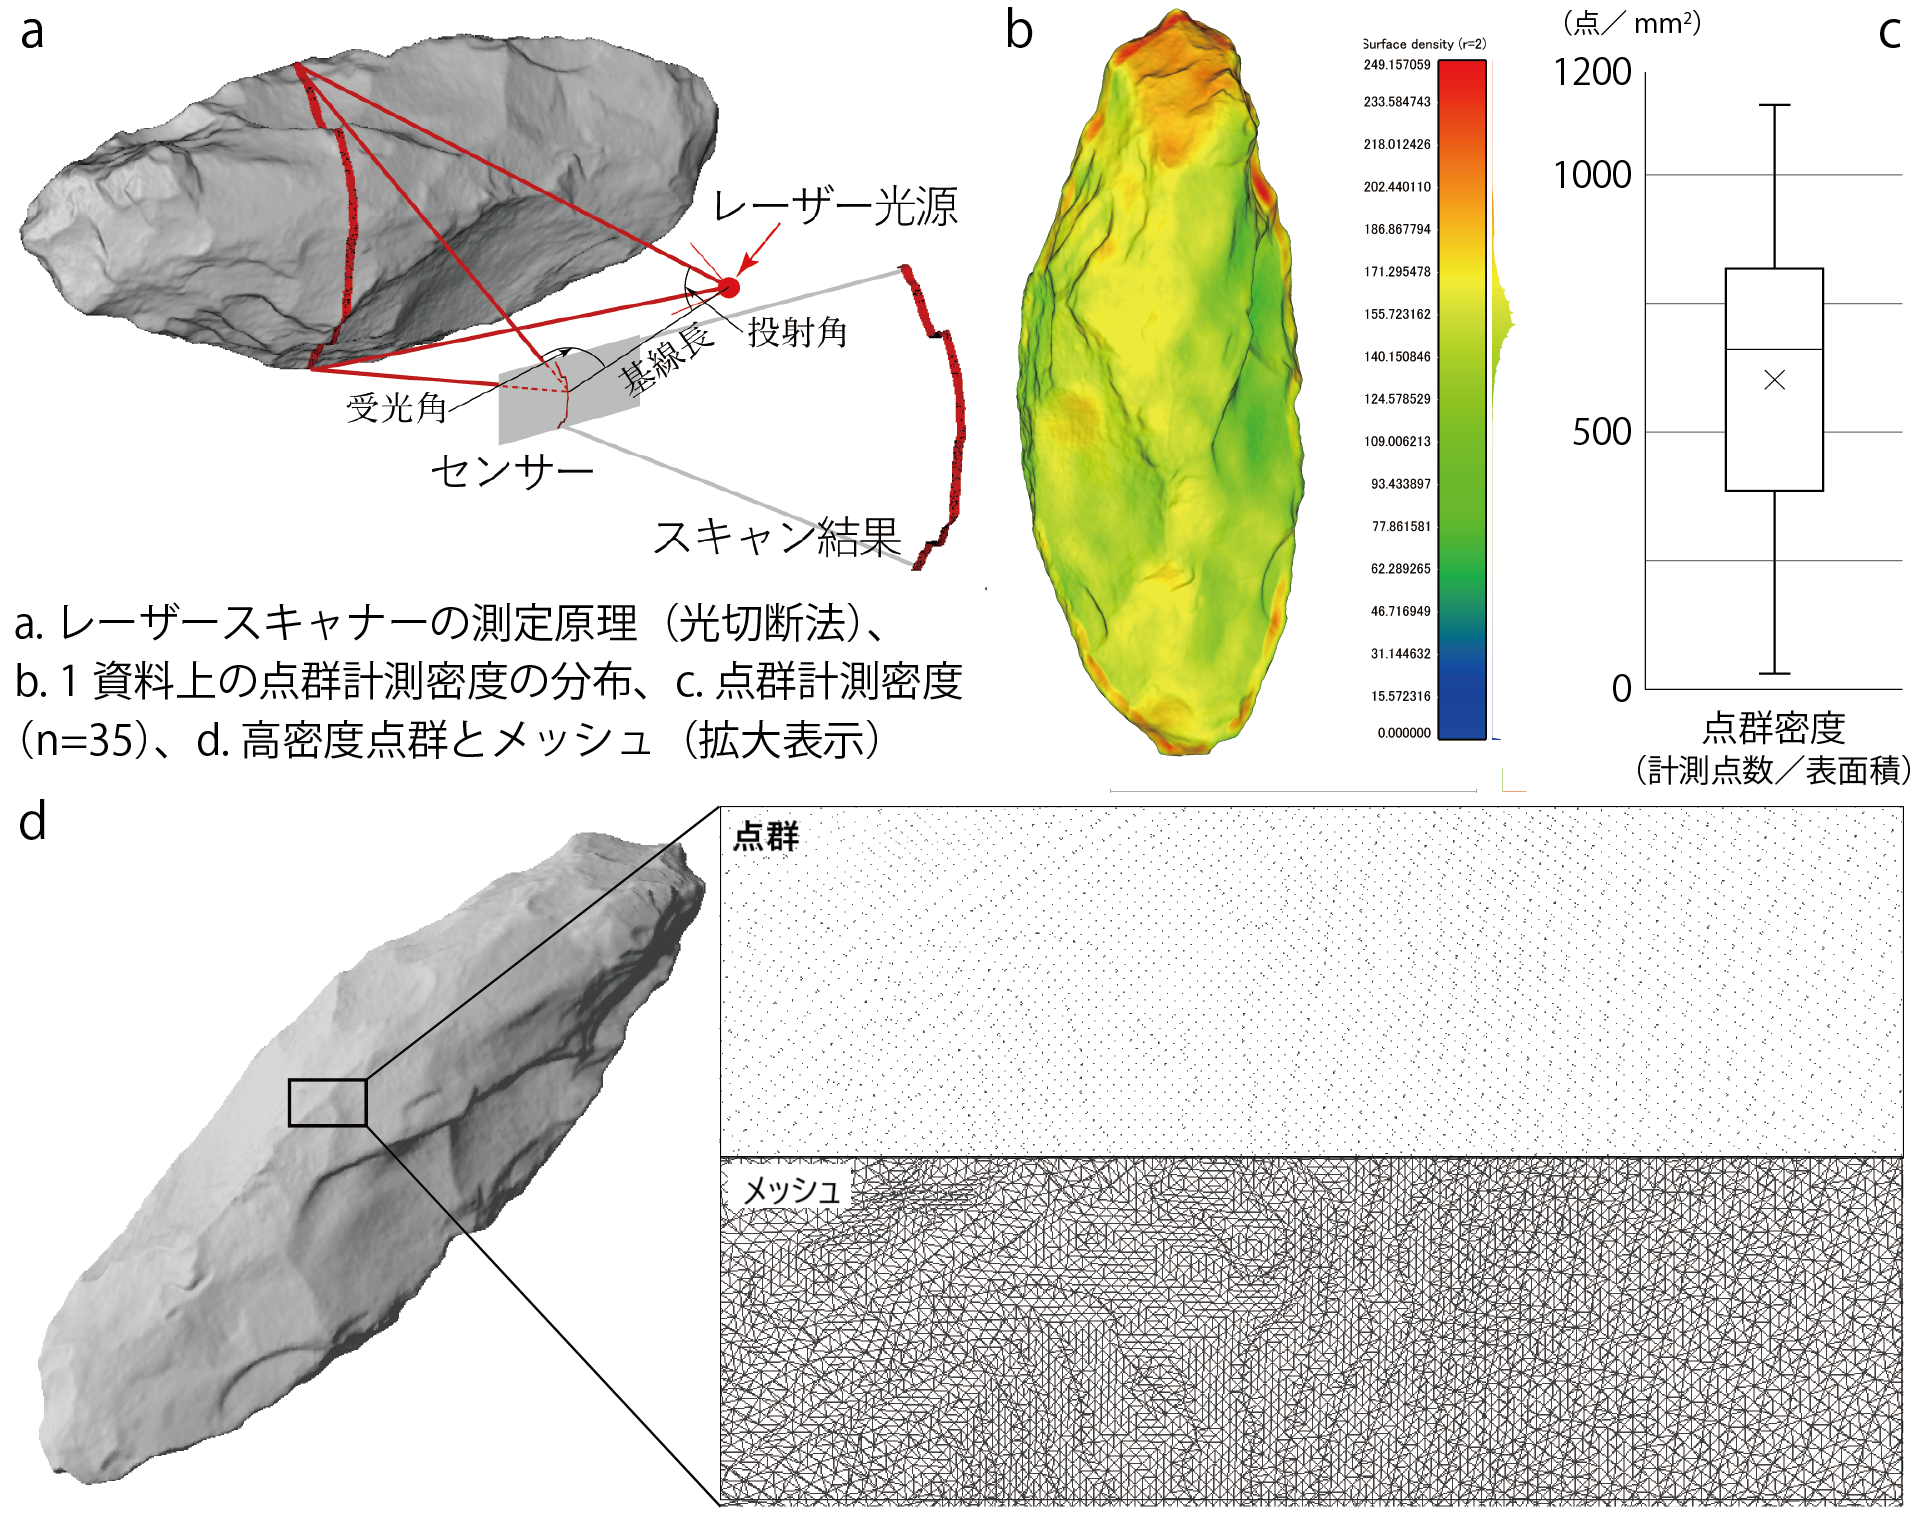 a
レーザー光源
投射角
基線長
受光角
センサー
スキャン結果
a. レーザースキャナーの測定原理（光切断法）、
b. 1 資料上の点群計測密度の分布、c. 点群計測密度
（n=35）、d. 高密度点群とメッシュ（拡大表示）
b
Surface density (r=2)
249.157059
233.584743
218.012426
202.440110
186.867794
171.295478
155.723162
140.150846
124.578529
109.006213
93.433897
77.861581
62.289265
46.716949
31.144632
15.572316
0.000000
c
（点／mm²）
1200
1000
500
0
点群密度
（計測点数／表面積）
d
点群
メッシュ